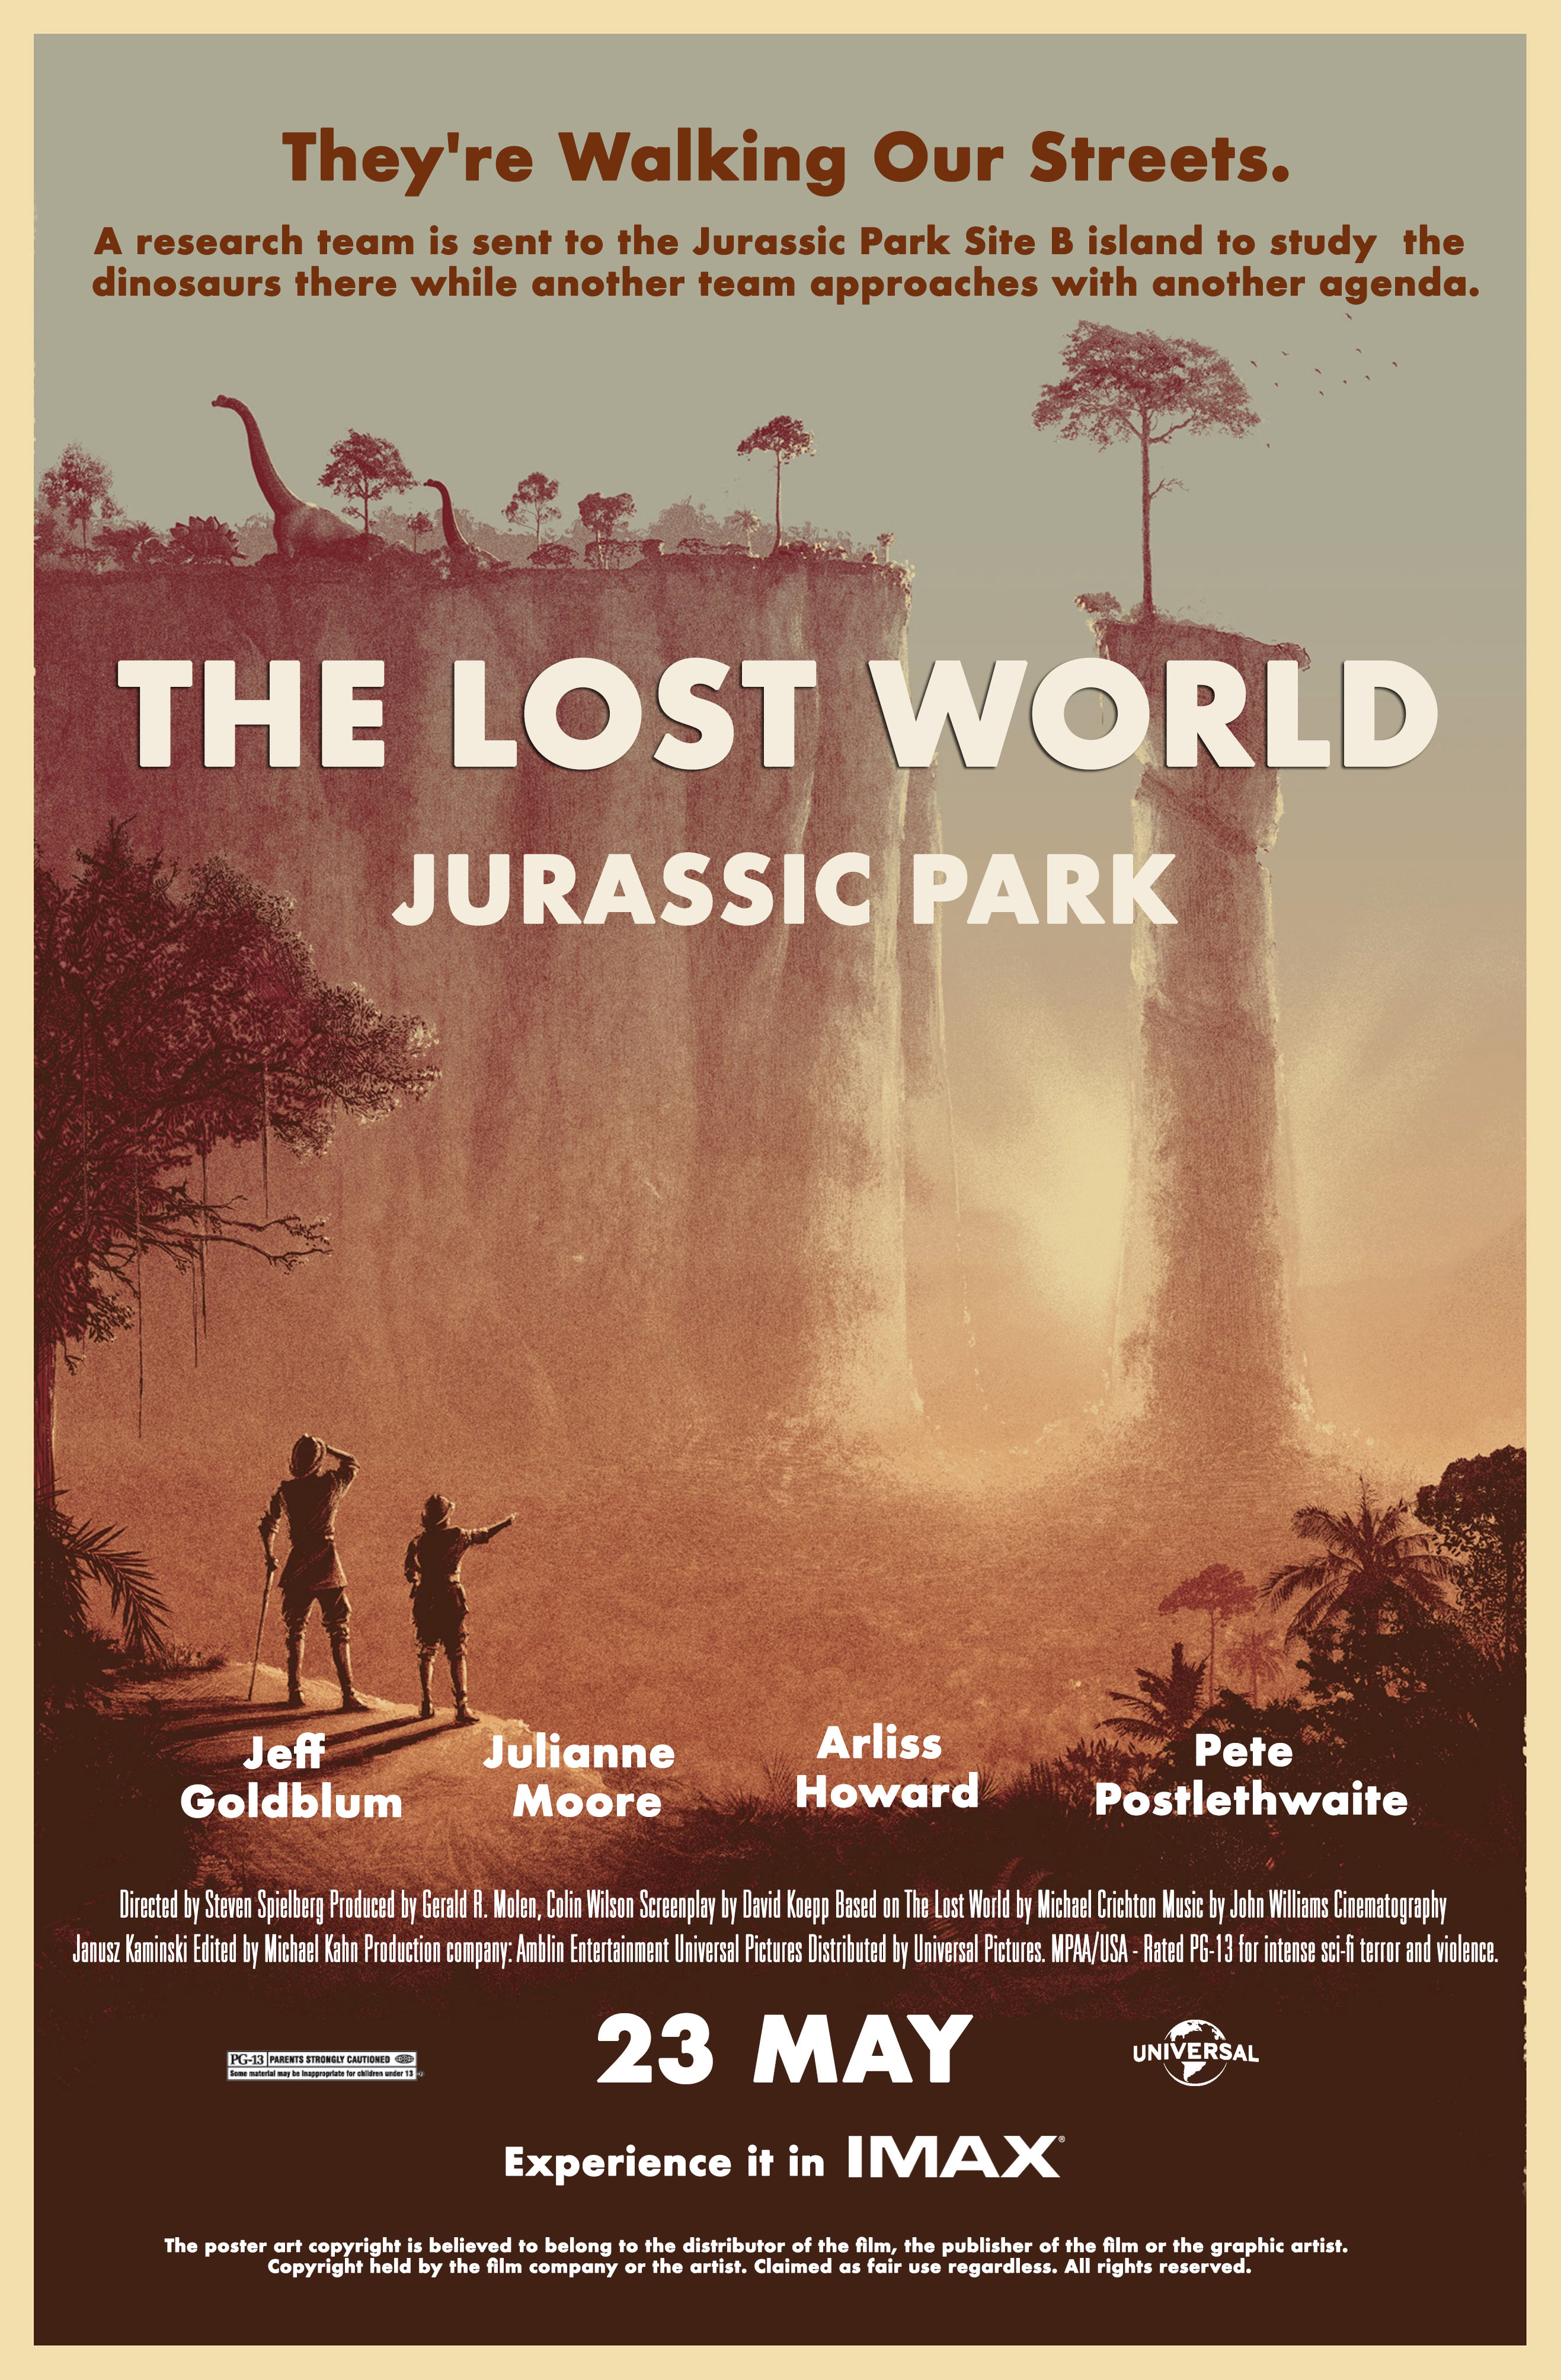 They're Walking Our Streets.
A research team is sent to the Jurassic Park Site B island to study the
dinosaurs there while another team approaches with another agenda.
THE LOST WORLD
JURASSIC PARK
Jeff
Goldblum
Julianne
Moore
Arliss
Howard
Pete
Postlethwaite
Directed by Steven Spielberg Produced by Gerald R. Molen, Colin Wilson Screenplay by David Koepp Based on The Lost World by Michael Crichton Music by John Williams Cinematography
Janusz Kaminski Edited by Michael Kahn Production company: Amblin Entertainment Universal Pictures Distributed by Universal Pictures. MPAA/USA - Rated PG-13 for intense sci-fi terror and violence.
PG-13 PARENTS STRONGLY CAUTIONED
Some material may be inappropriate for children under 13
23 MAY
UNIVERSAL
Experience it in IMAX®
The poster art copyright is believed to belong to the distributor of the film, the publisher of the film or the graphic artist.
Copyright held by the film company or the artist. Claimed as fair use regardless. All rights reserved.